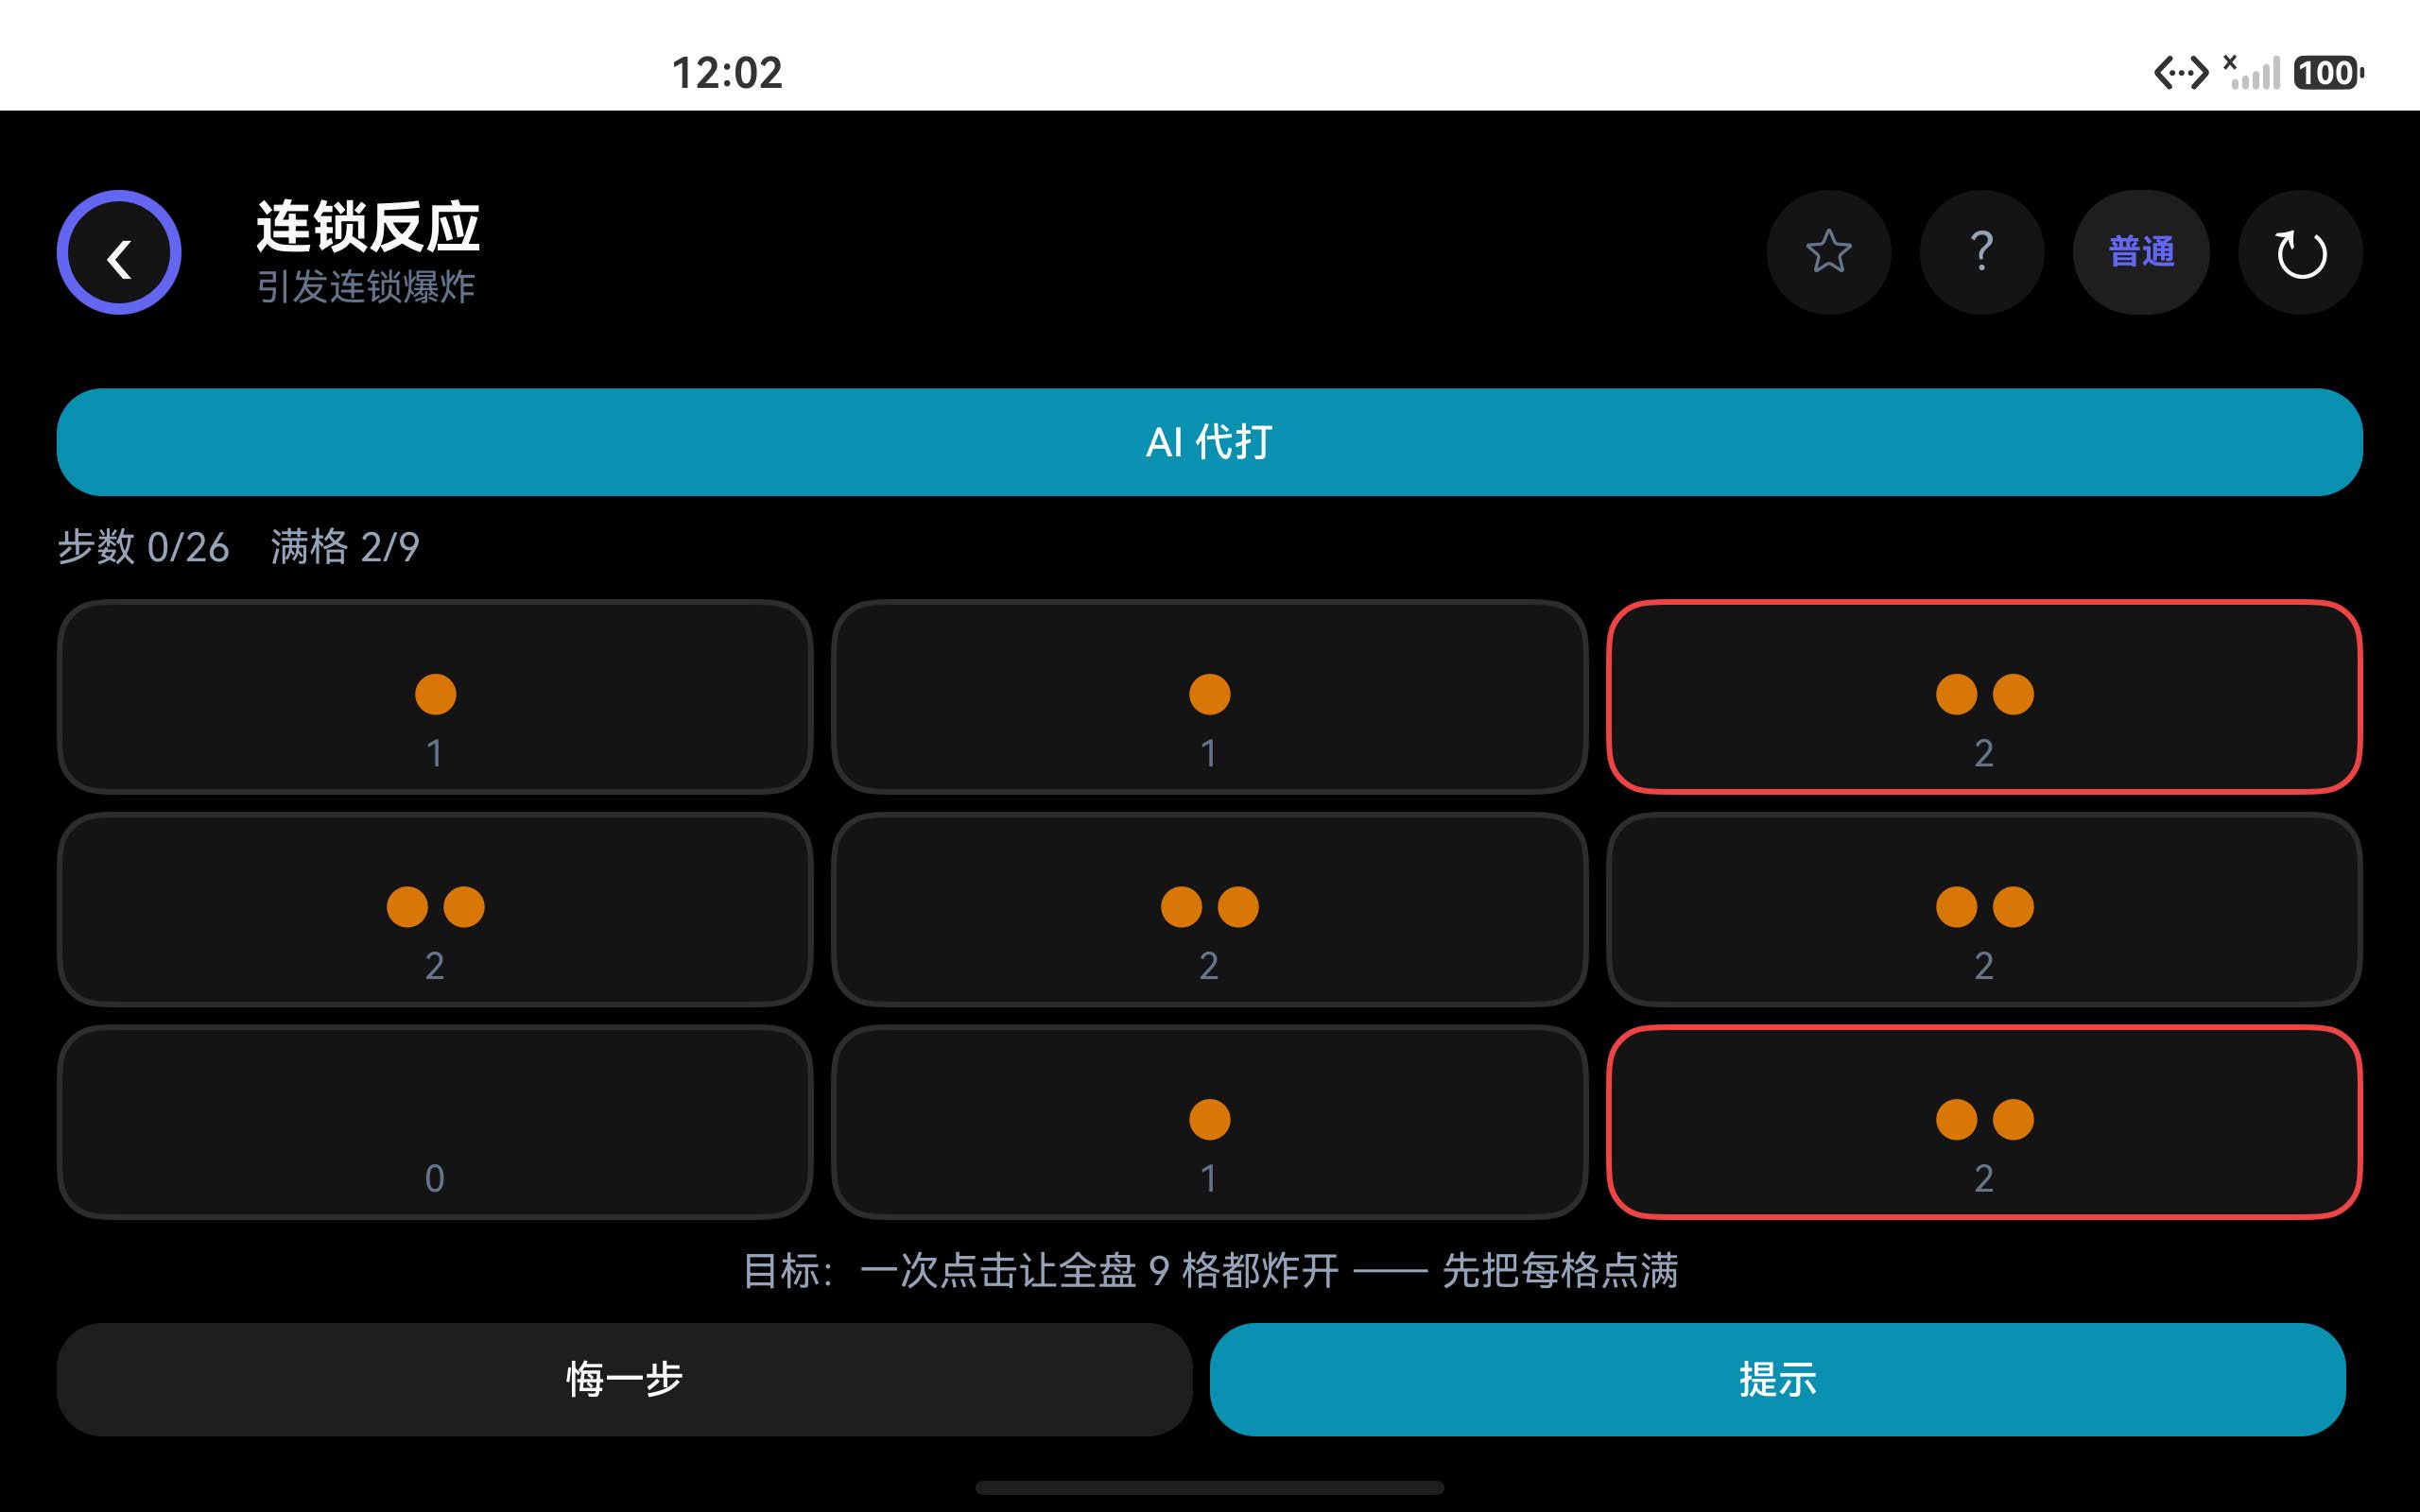 12:02
100
连锁反应
引发连锁爆炸
?
普通
AI 代打
步数 0/26 满格 2/9
1 1 2
2 2 2
0 1 2
目标：一次点击让全盘 9 格都炸开 —— 先把每格点满
悔一步 提示